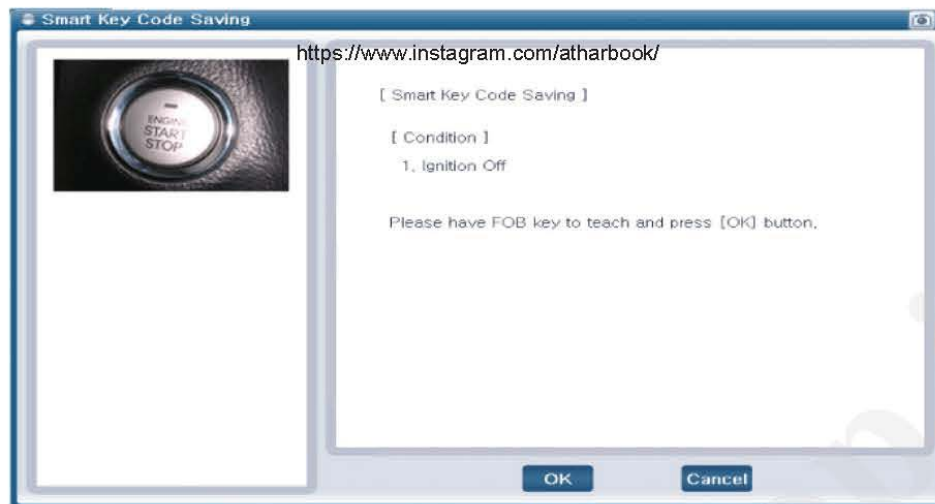 Smart Key Code Saving
https://www.instagram.com/atharbook/
ENGINE
START
STOP
[ Smart Key Code Saving ]
[ Condition ]
1. Ignition Off
Please have FOB key to teach and press [OK] button.
OK
Cancel